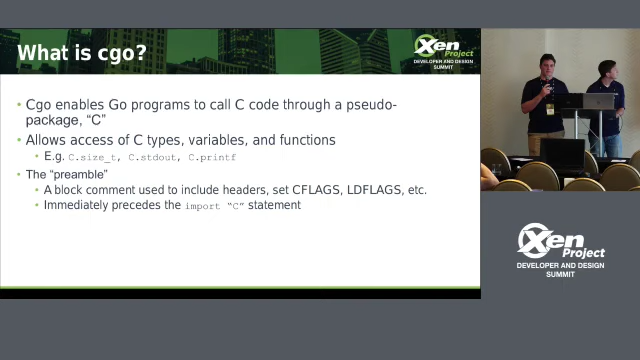 What is cgo?
Xen
Project
DEVELOPER AND DESIGN
SUMMIT
• Cgo enables Go programs to call C code through a pseudo-
package, “C”
• Allows access of C types, variables, and functions
• E.g. C.size_t, C.stdout, C.printf
• The “preamble”
• A block comment used to include headers, set CFLAGS, LDFLAGS, etc.
• Immediately precedes the import “C” statement
Xen
Project
DEVELOPER AND DESIGN
SUMMIT